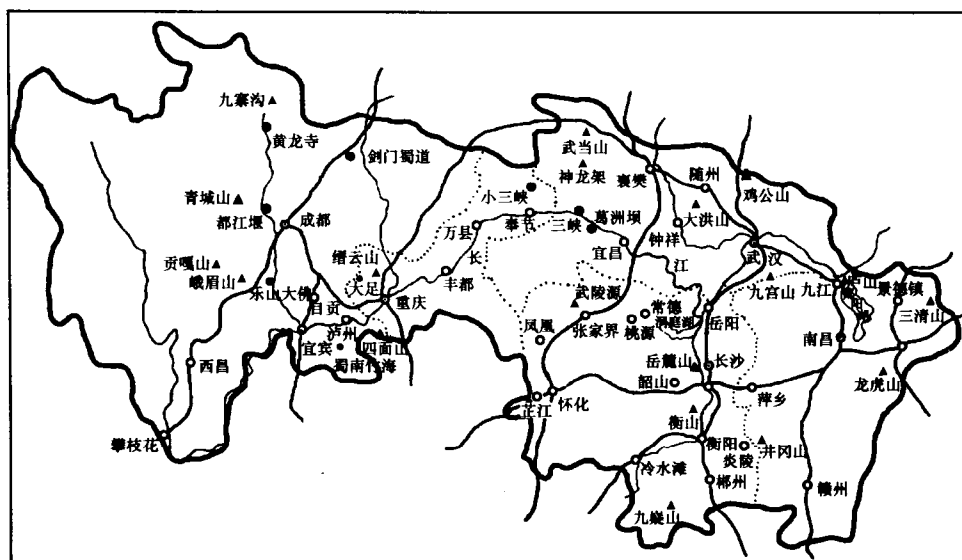 九寨沟
黄龙寺
剑门蜀道
青城山
都江堰
成都
贡嘎山
峨眉山
乐山大佛
自贡
缙云山
大足
重庆
泸州
宜宾
蜀南竹海
四面山
西昌
攀枝花
万县
长
丰都
小三峡
奉节
三峡
葛洲坝
宜昌
江
武当山
神龙架
襄樊
随州
大洪山
钟祥
鸡公山
武汉
九宫山
九江
庐山
景德镇
三清山
南昌
龙虎山
武陵源
张家界
常德
桃源
洞庭湖
岳阳
凤凰
岳麓山
长沙
韶山
萍乡
芷江
怀化
衡山
衡阳
炎陵
井冈山
冷水滩
郴州
九嶷山
赣州